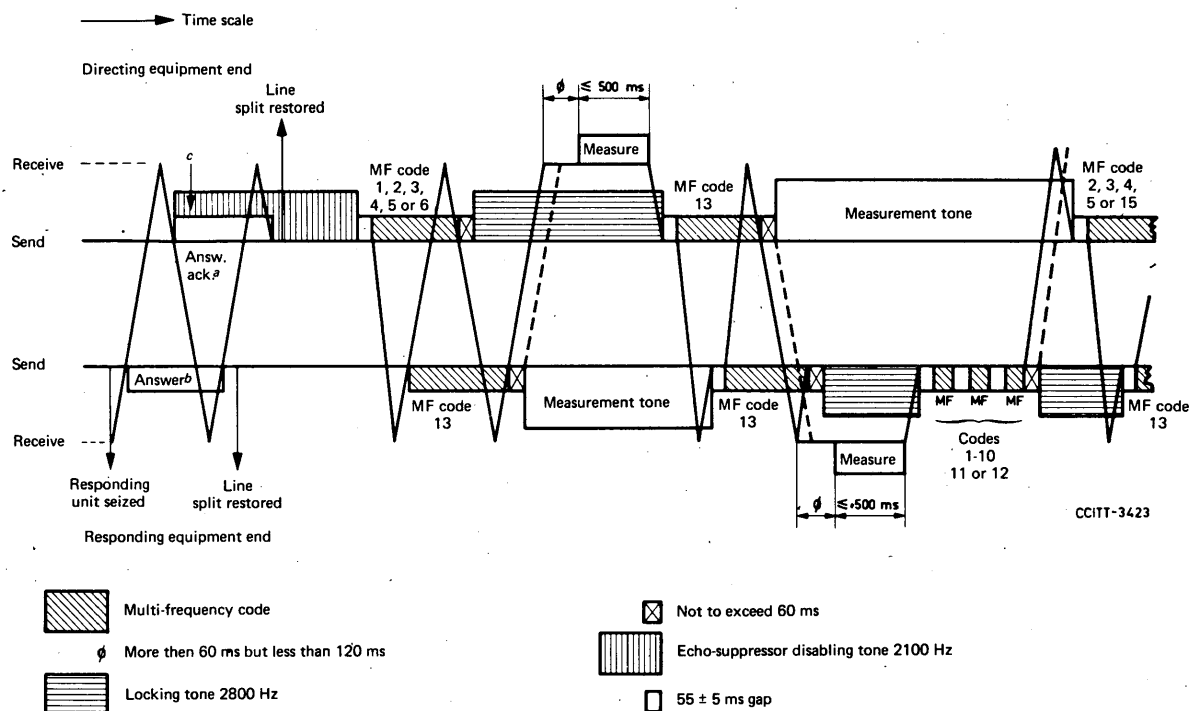 Time scale
Directing equipment end
Line
split restored
ϕ ≤ 500 ms
Measure
Receive
c
MF code
1, 2, 3,
4, 5 or 6
MF code
13
MF code
2, 3, 4,
5 or 15
Measurement tone
Send
Answ.
ack.a
Send
Answerb
MF code
13
Measurement tone
MF code
13
MF MF MF
MF code
13
Receive
Codes
1-10
11 or 12
Measure
Responding
unit seized
Line
split restored
ϕ ≤ 500 ms
CCITT-3423
Responding equipment end
Multi-frequency code
Not to exceed 60 ms
ϕ More then 60 ms but less than 120 ms
Echo-suppressor disabling tone 2100 Hz
Locking tone 2800 Hz
55 ± 5 ms gap